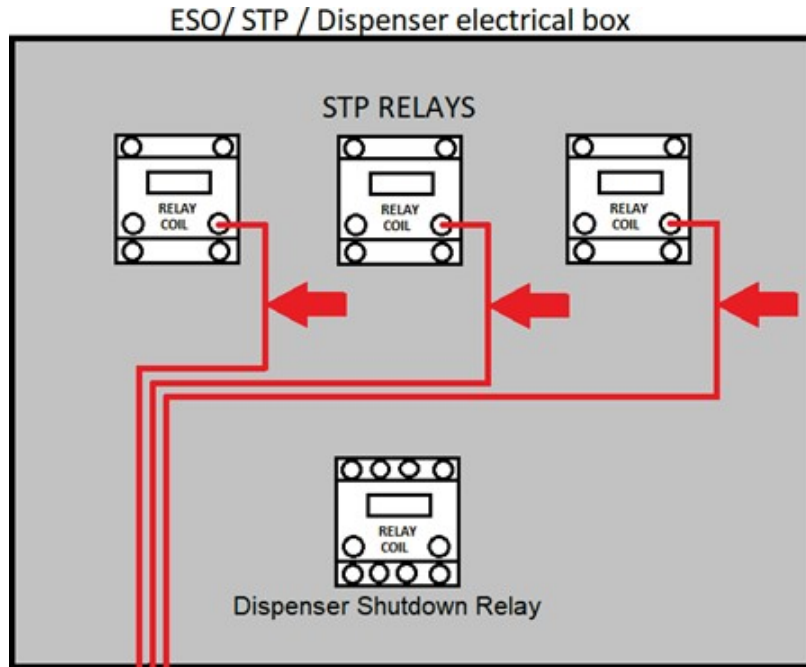 ESO/ STP / Dispenser electrical box
STP RELAYS
RELAY
COIL
RELAY
COIL
RELAY
COIL
RELAY
COIL
Dispenser Shutdown Relay